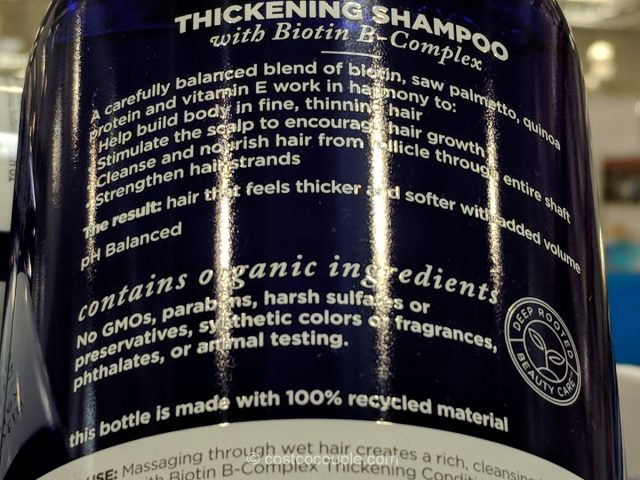 THICKENING SHAMPOO
with Biotin B-Complex
A carefully balanced blend of biotin, saw palmetto, quinoa
Protein and vitamin E work in harmony to:
*Help build body in fine, thinning hair
*Stimulate the scalp to encourage hair growth
*Cleanse and nourish hair from follicle through entire shaft
*Strengthen hair strands
The result: hair that feels thicker and softer with added volume
pH Balanced
contains organic ingredients
No GMOs, parabens, harsh sulfates or
preservatives, synthetic colors or fragrances,
phthalates, or animal testing.
DEEP ROOTED
BEAUTY CARE
this bottle is made with 100% recycled material
USE: Massaging through wet hair creates a rich, cleansing
with Biotin B-Complex Thickening
© costcocouple.com